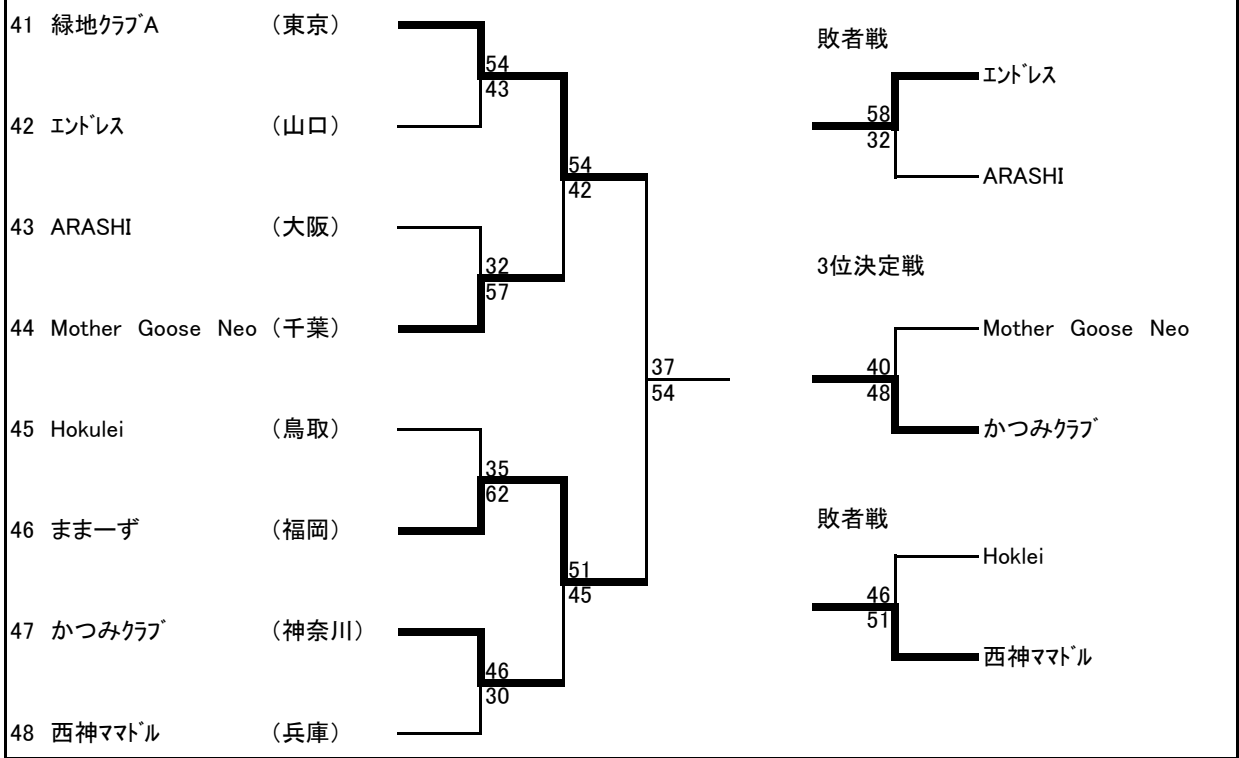 41 緑地ｸﾗﾌﾞA （東京）
54
43
42 ｴﾝﾄﾞﾚｽ （山口）
54
42
43 ARASHI （大阪）
32
57
44 Mother Goose Neo （千葉）
37
54
45 Hokulei （鳥取）
35
62
46 ままーず （福岡）
51
45
47 かつみｸﾗﾌﾞ （神奈川）
46
30
48 西神ﾏﾏﾄﾞﾙ （兵庫）
敗者戦
ｴﾝﾄﾞﾚｽ
58
32
ARASHI
3位決定戦
Mother Goose Neo
40
48
かつみｸﾗﾌﾞ
敗者戦
Hoklei
46
51
西神ﾏﾏﾄﾞﾙ